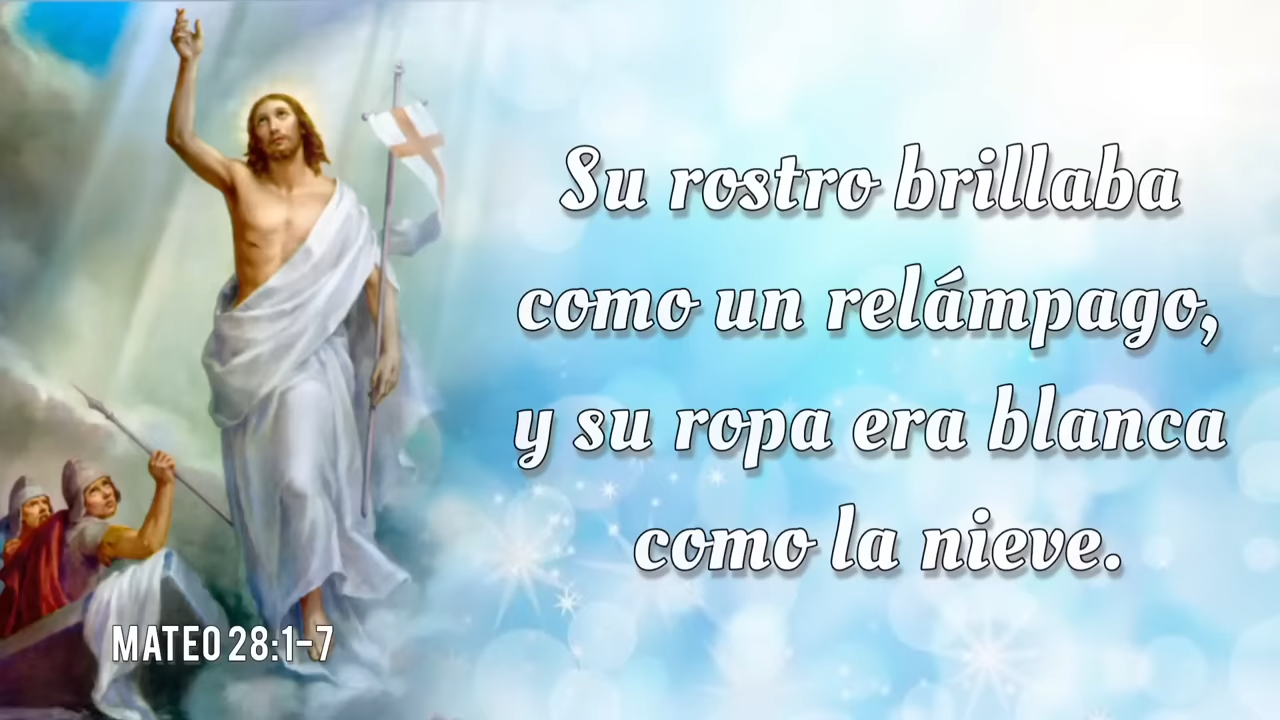 Su rostro brillaba
como un relámpago,
y su ropa era blanca
como la nieve.
MATEO 28:1-7